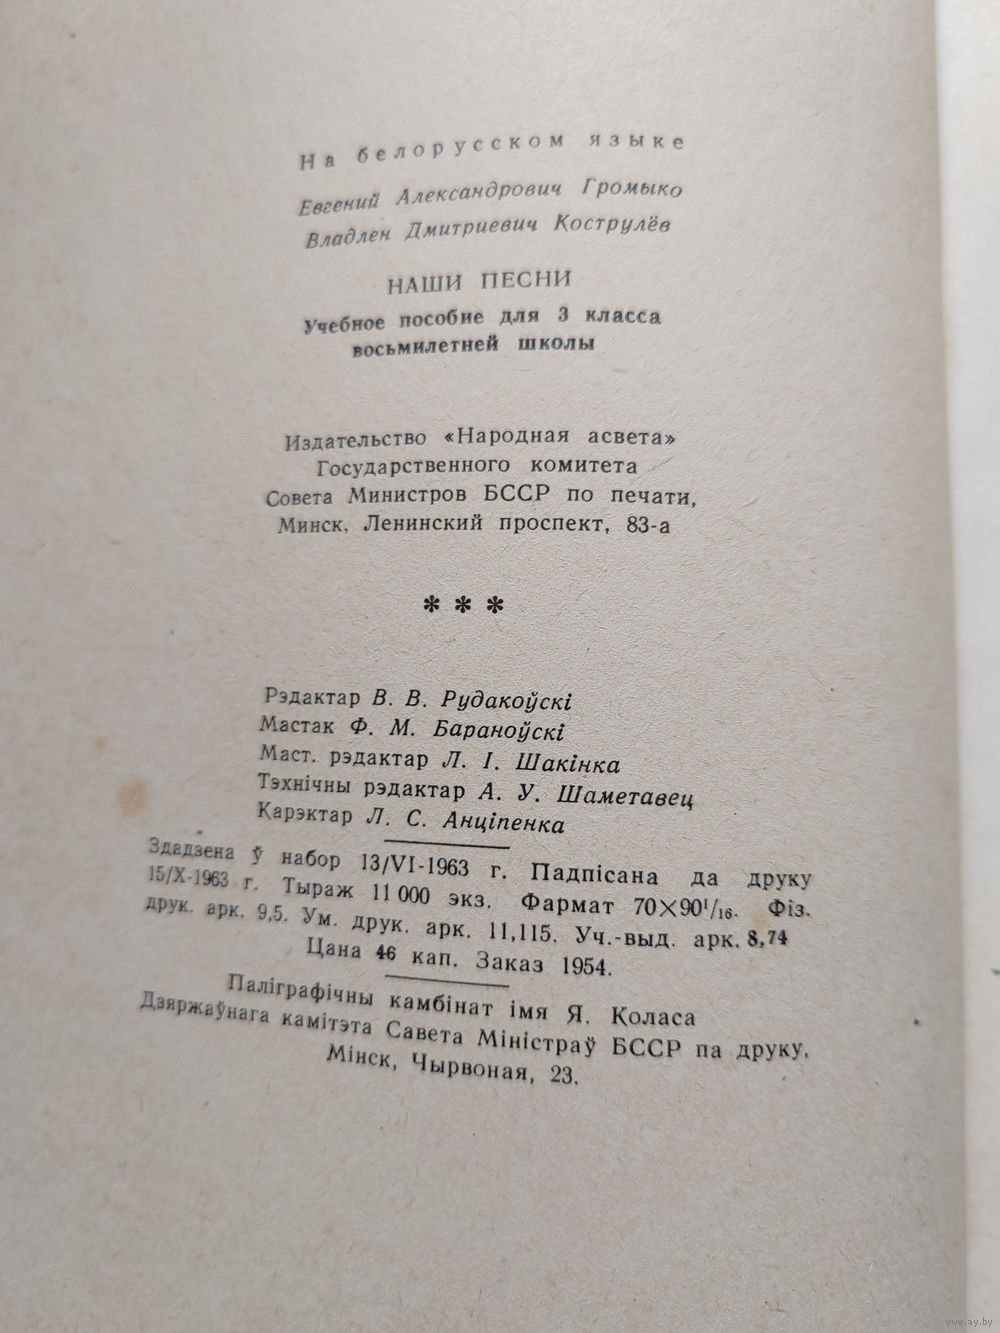 На белорусском языке
Евгений Александрович Громыко
Владлен Дмитриевич Кострулёв
НАШИ ПЕСНИ
Учебное пособие для 3 класса
восьмилетней школы
Издательство «Народная асвета»
Государственного комитета
Совета Министров БССР по печати,
Минск, Ленинский проспект, 83-а
* * *
Рэдактар В. В. Рудакоўскі
Мастак Ф. М. Бараноўскі
Маст. рэдактар Л. І. Шакінка
Тэхнічны рэдактар А. У. Шаметавец
Карэктар Л. С. Анціпенка
Здадзена ў набор 13/VI-1963 г. Падпісана да друку
15/X-1963 г. Тыраж 11 000 экз. Фармат 70×90¹/₁₆. Фіз.
друк. арк. 9,5. Ум. друк. арк. 11,115. Уч.-выд. арк. 8,74
Цана 46 кап. Заказ 1954.
Паліграфічны камбінат імя Я. Коласа
Дзяржаўнага камітэта Савета Міністраў БССР па друку.
Мінск, Чырвоная, 23.
www.ay.by